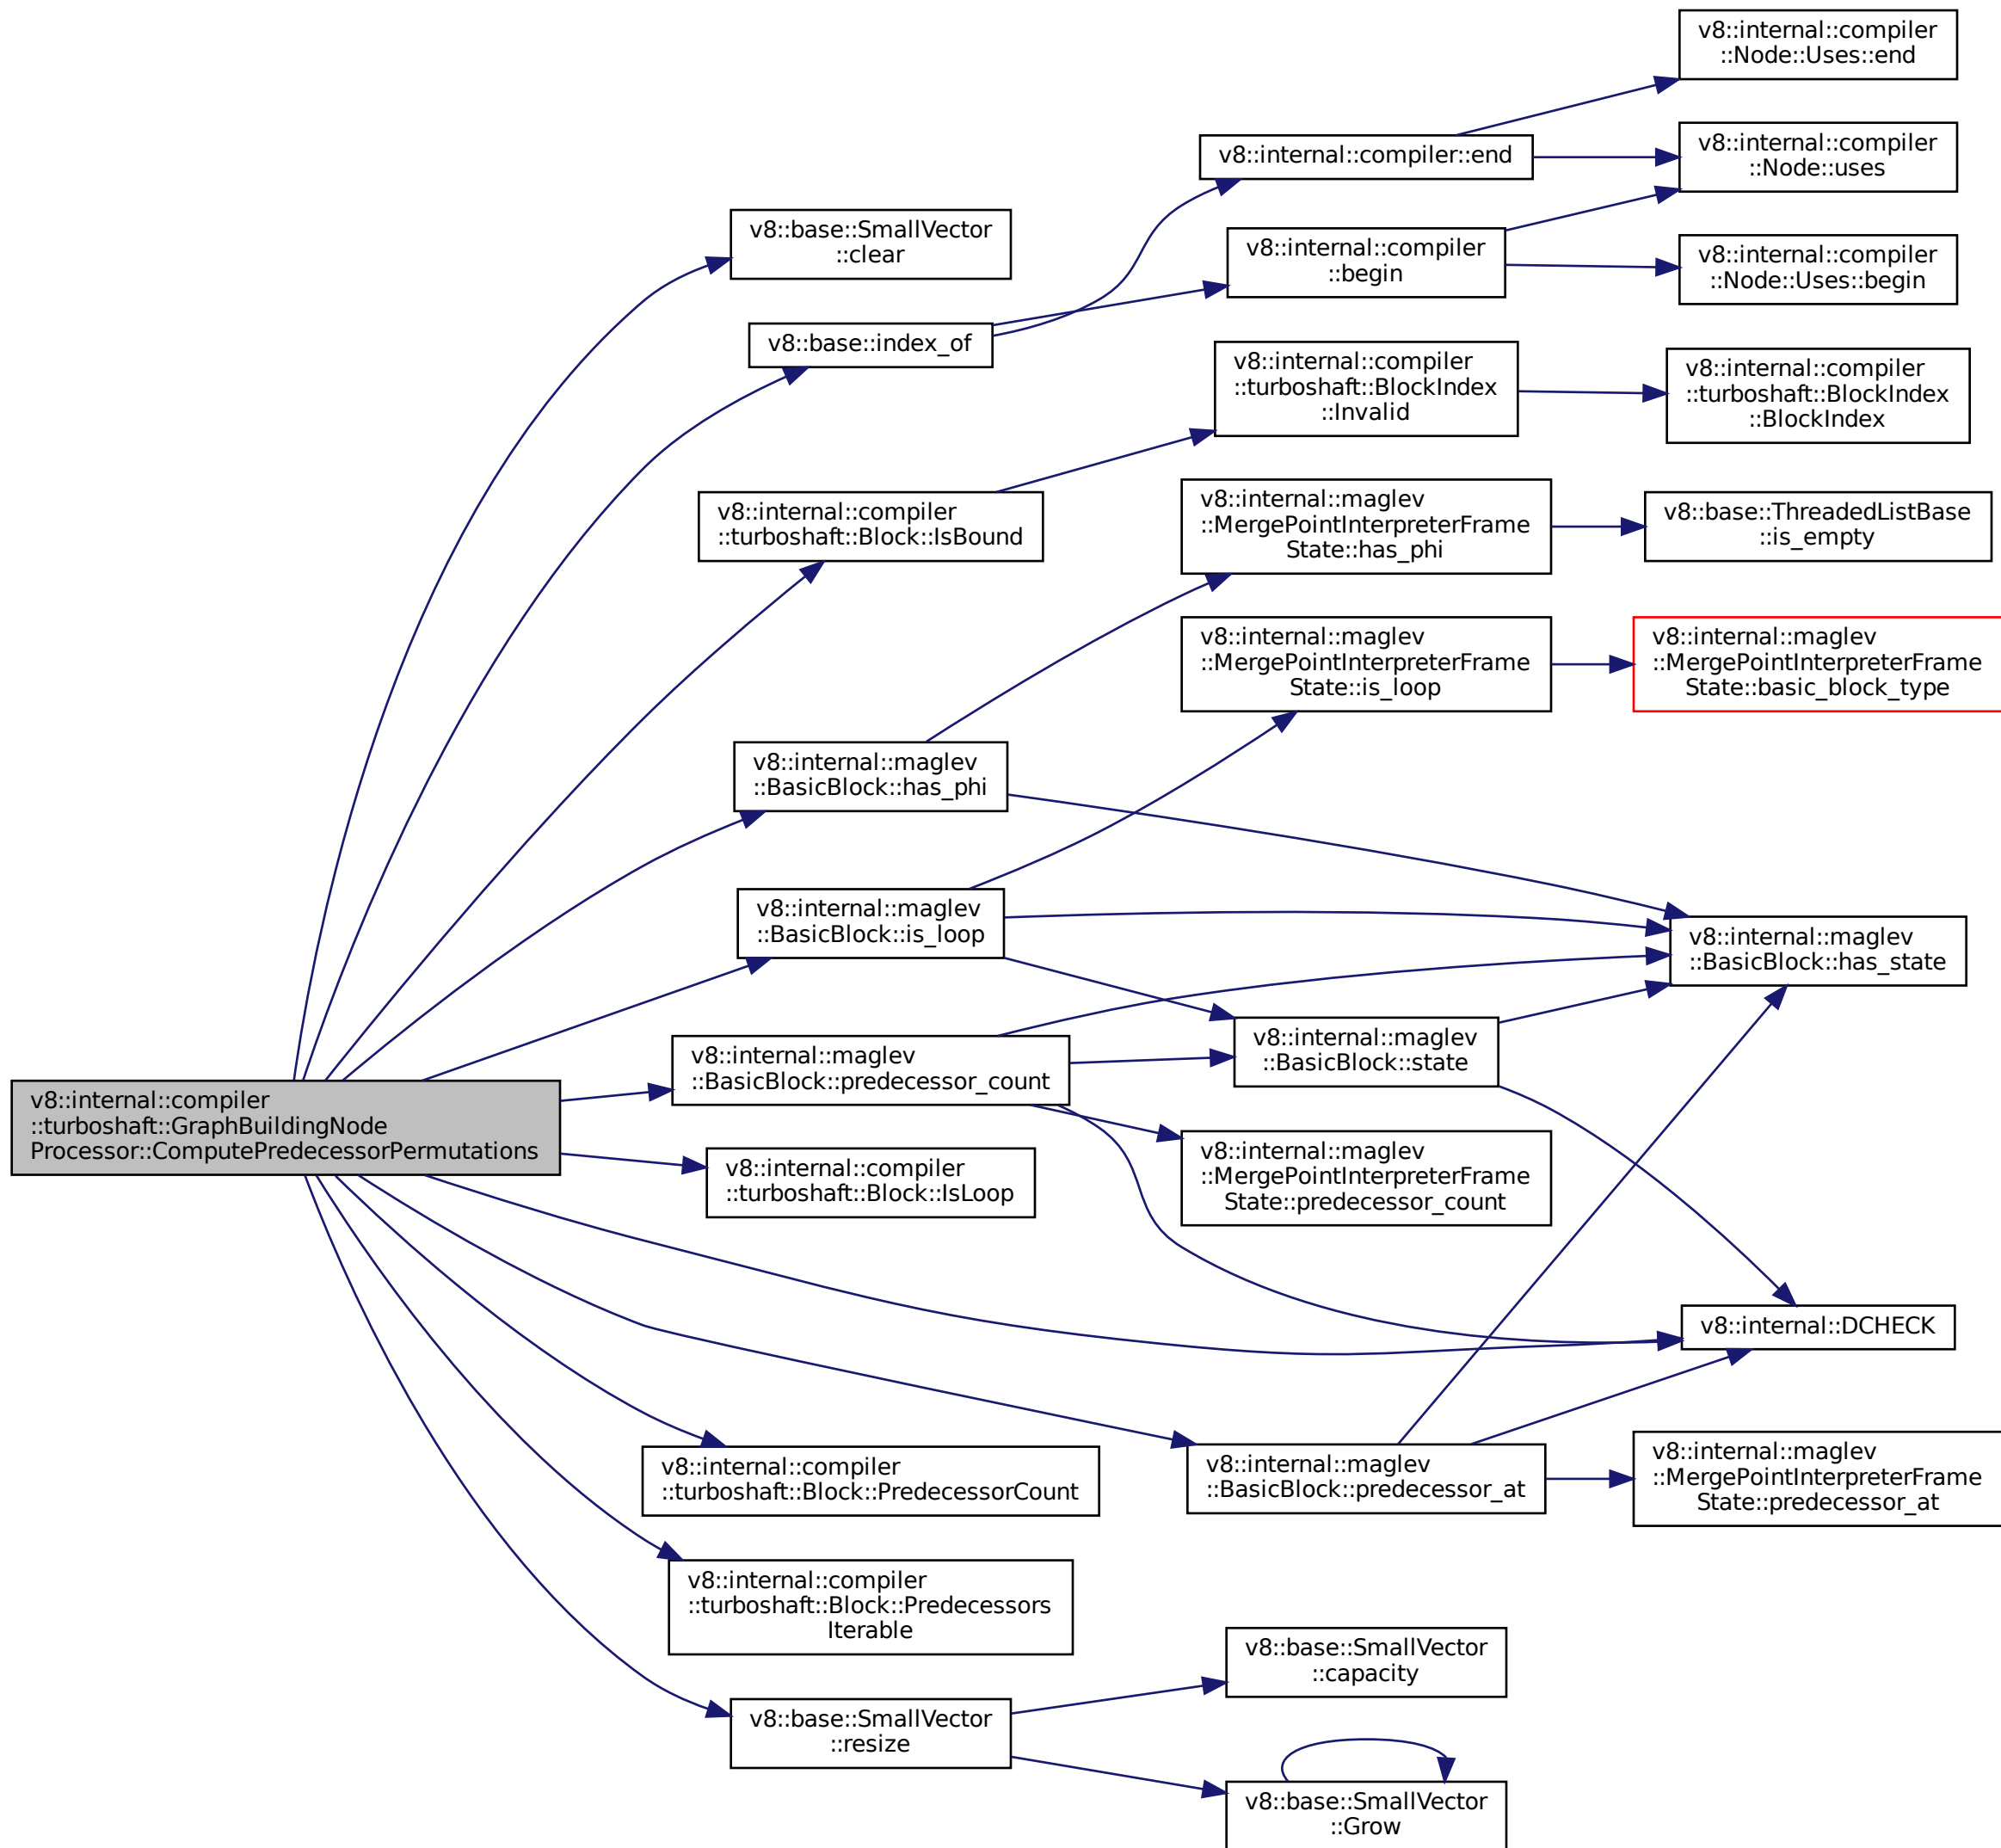 v8::internal::compiler
::turboshaft::GraphBuildingNode
Processor::ComputePredecessorPermutations
v8::base::SmallVector
::clear
v8::base::index_of
v8::internal::compiler
::turboshaft::Block::IsBound
v8::internal::maglev
::BasicBlock::has_phi
v8::internal::maglev
::BasicBlock::is_loop
v8::internal::maglev
::BasicBlock::predecessor_count
v8::internal::compiler
::turboshaft::Block::IsLoop
v8::internal::compiler
::turboshaft::Block::PredecessorCount
v8::internal::compiler
::turboshaft::Block::Predecessors
Iterable
v8::base::SmallVector
::resize
v8::internal::compiler::end
v8::internal::compiler
::begin
v8::internal::compiler
::turboshaft::BlockIndex
::Invalid
v8::internal::maglev
::MergePointInterpreterFrame
State::has_phi
v8::internal::maglev
::MergePointInterpreterFrame
State::is_loop
v8::internal::maglev
::BasicBlock::state
v8::internal::maglev
::MergePointInterpreterFrame
State::predecessor_count
v8::internal::maglev
::BasicBlock::predecessor_at
v8::base::SmallVector
::capacity
v8::base::SmallVector
::Grow
v8::internal::compiler
::Node::Uses::end
v8::internal::compiler
::Node::uses
v8::internal::compiler
::Node::Uses::begin
v8::internal::compiler
::turboshaft::BlockIndex
::BlockIndex
v8::base::ThreadedListBase
::is_empty
v8::internal::maglev
::MergePointInterpreterFrame
State::basic_block_type
v8::internal::maglev
::BasicBlock::has_state
v8::internal::DCHECK
v8::internal::maglev
::MergePointInterpreterFrame
State::predecessor_at